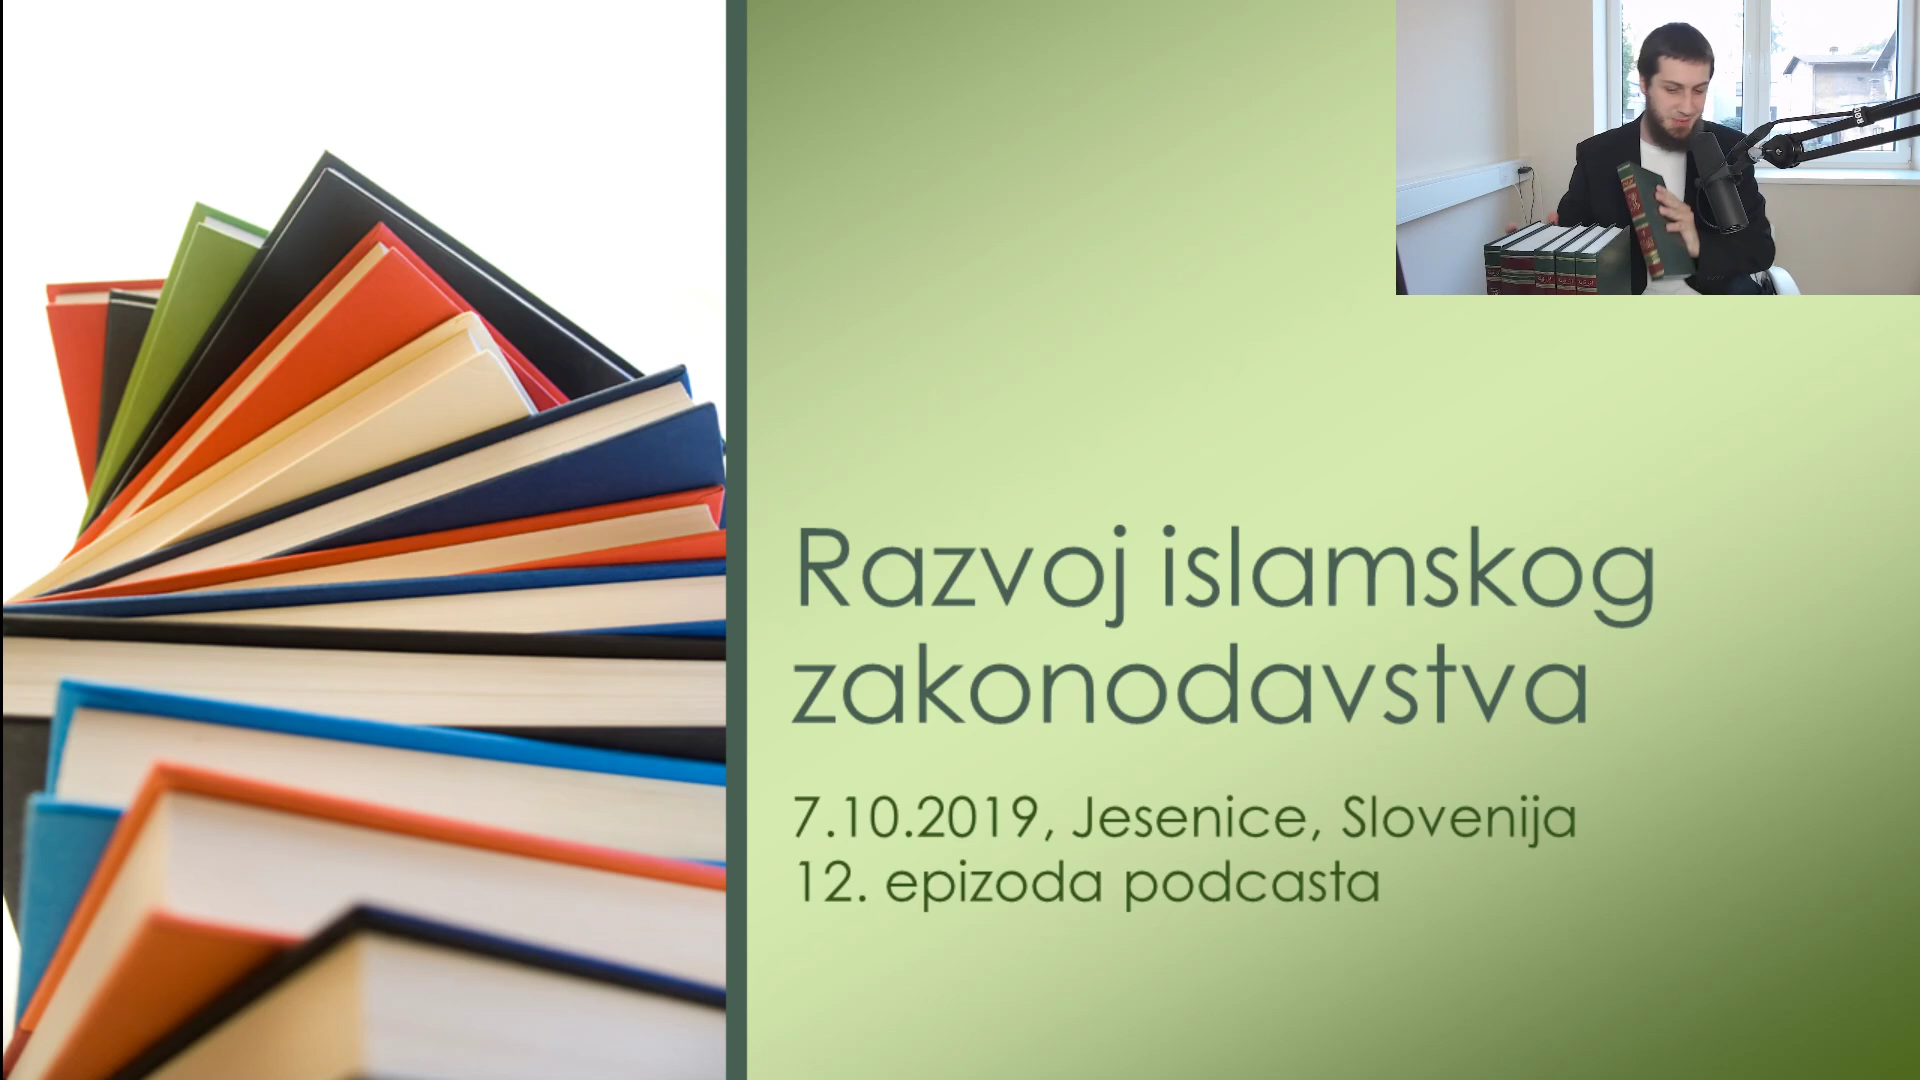 Razvoj islamskog
zakonodavstva
7.10.2019, Jesenice, Slovenija
12. epizoda podcasta